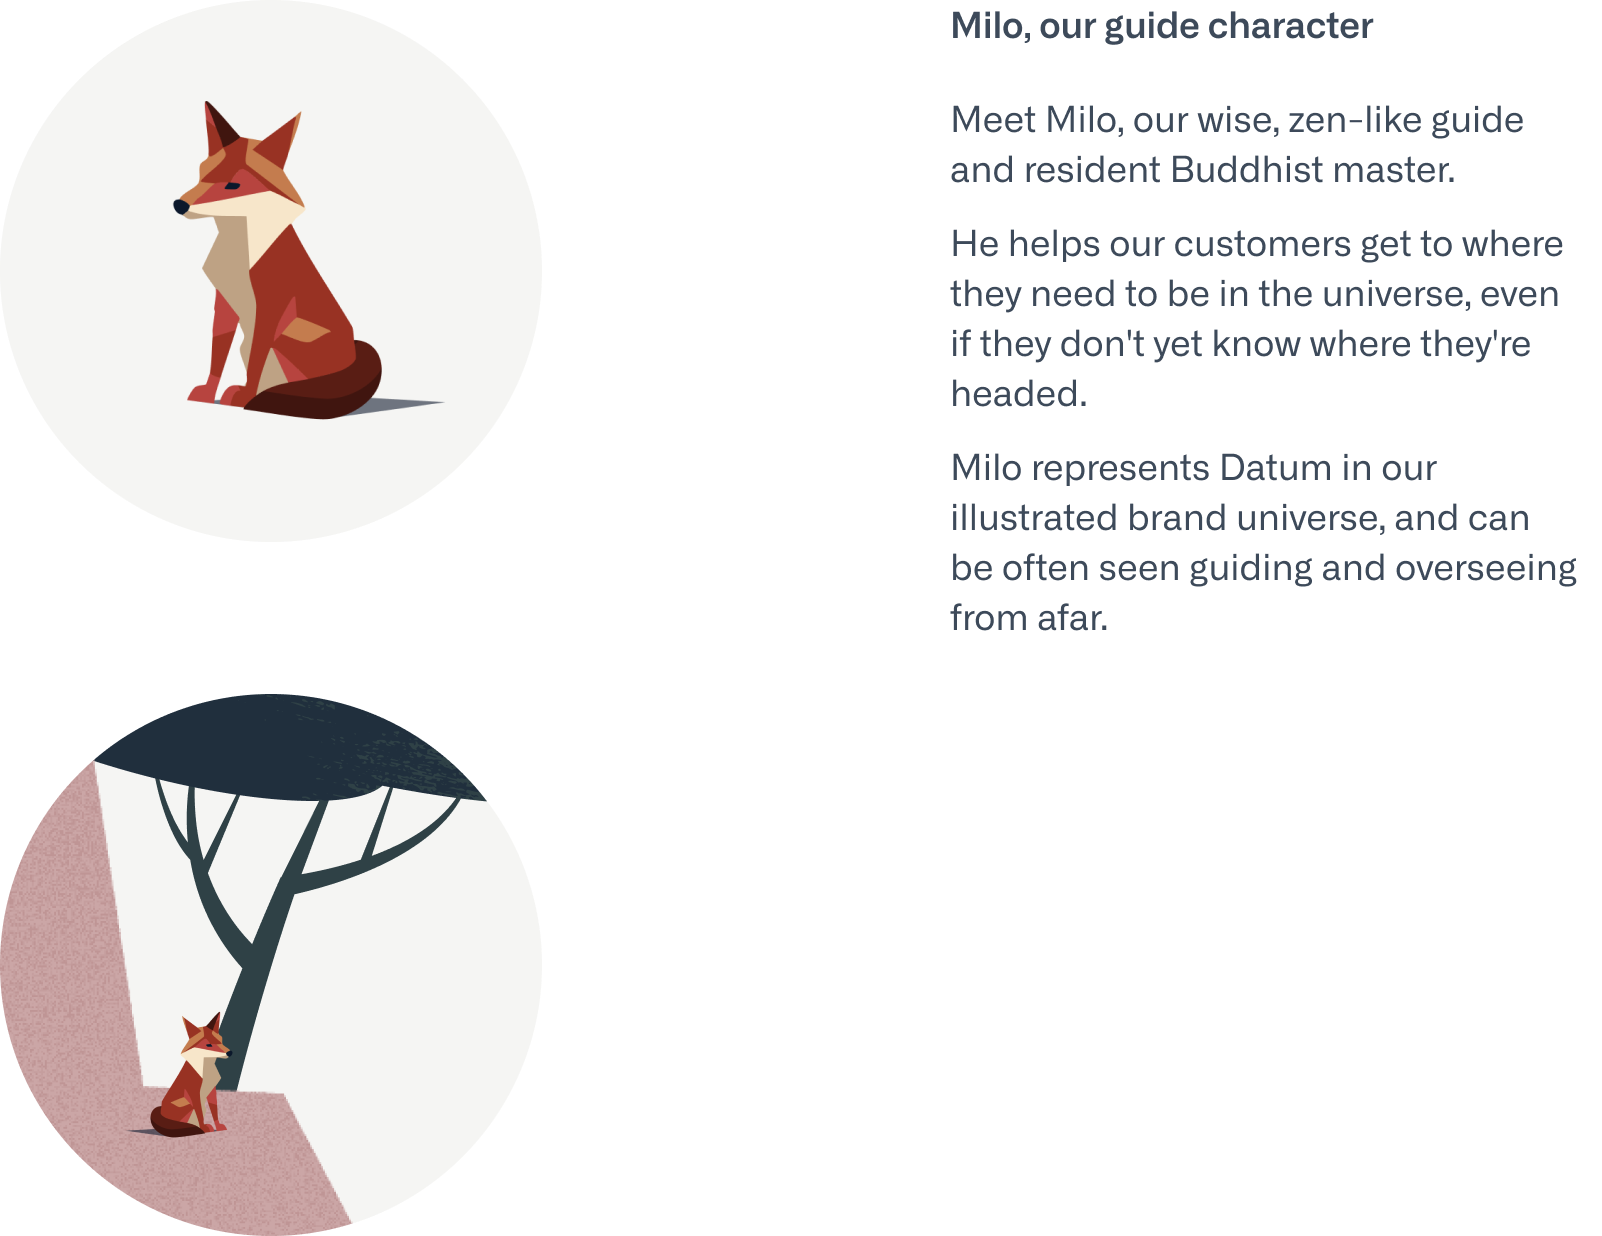 Milo, our guide character
Meet Milo, our wise, zen-like guide
and resident Buddhist master.
He helps our customers get to where
they need to be in the universe, even
if they don't yet know where they're
headed.
Milo represents Datum in our
illustrated brand universe, and can
be often seen guiding and overseeing
from afar.